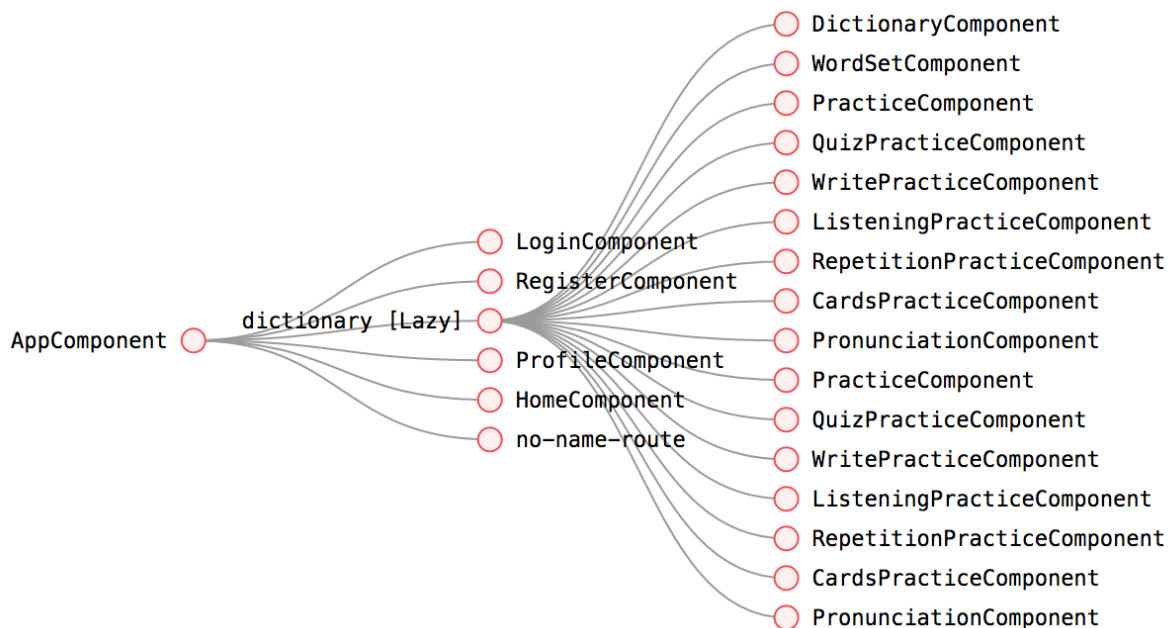 AppComponent
LoginComponent
RegisterComponent
dictionary [Lazy]
ProfileComponent
HomeComponent
no-name-route
DictionaryComponent
WordSetComponent
PracticeComponent
QuizPracticeComponent
WritePracticeComponent
ListeningPracticeComponent
RepetitionPracticeComponent
CardsPracticeComponent
PronunciationComponent
PracticeComponent
QuizPracticeComponent
WritePracticeComponent
ListeningPracticeComponent
RepetitionPracticeComponent
CardsPracticeComponent
PronunciationComponent